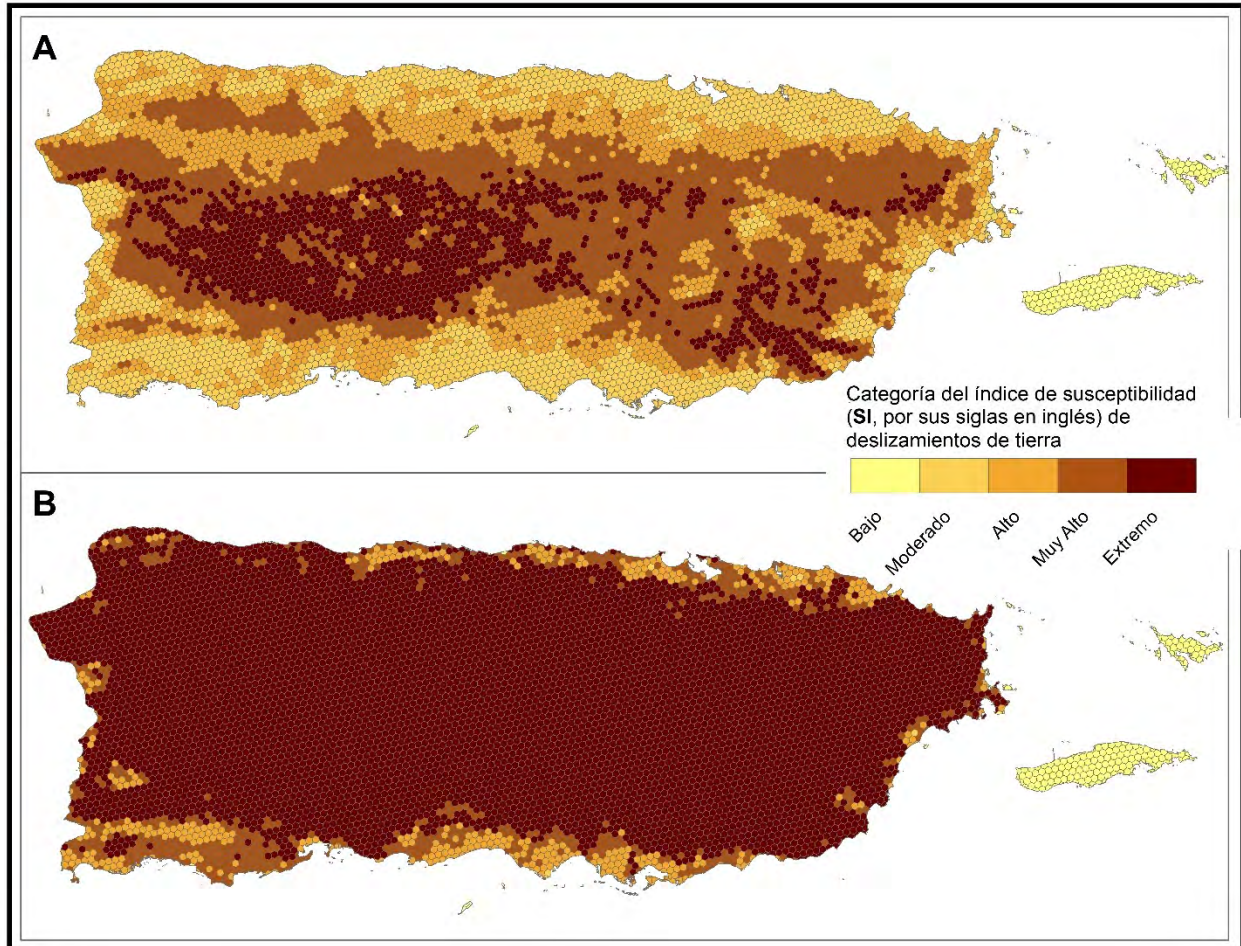 A
Categoría del índice de susceptibilidad
(SI, por sus siglas en inglés) de
deslizamientos de tierra
Bajo
Moderado
Alto
Muy Alto
Extremo
B